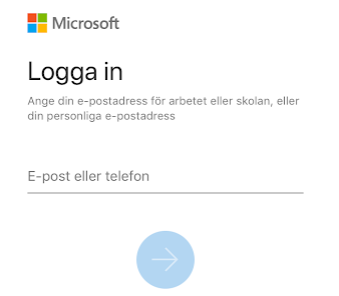 Microsoft
Logga in
Ange din e-postadress för arbetet eller skolan, eller
din personliga e-postadress
E-post eller telefon